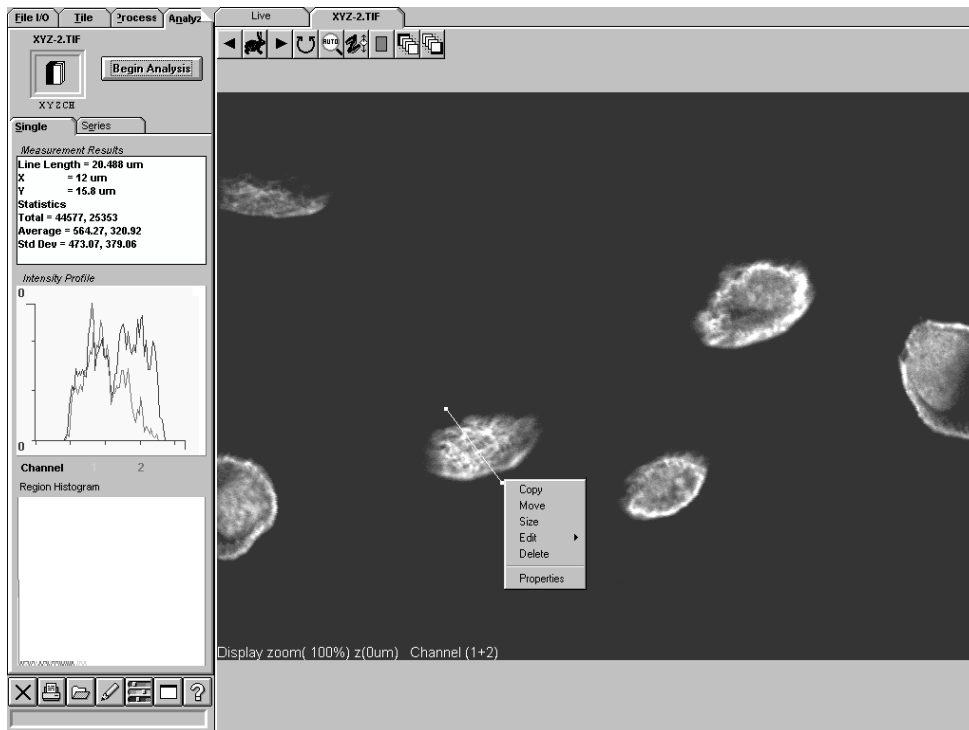 File I/O
Tile
Process
Analyz
Live
XYZ-2.TIF
XYZ-2.TIF
Begin Analysis
XYZCH
AUTO
Single
Series
Measurement Results
Line Length = 20.488 um
X = 12 um
Y = 15.8 um
Statistics
Total = 44577, 25353
Average = 564.27, 320.92
Std Dev = 473.07, 379.06
Intensity Profile
0
0
Channel 1 2
Region Histogram
Copy
Move
Size
Edit
Delete
Properties
Display zoom( 100%) z(0um) Channel (1+2)
?